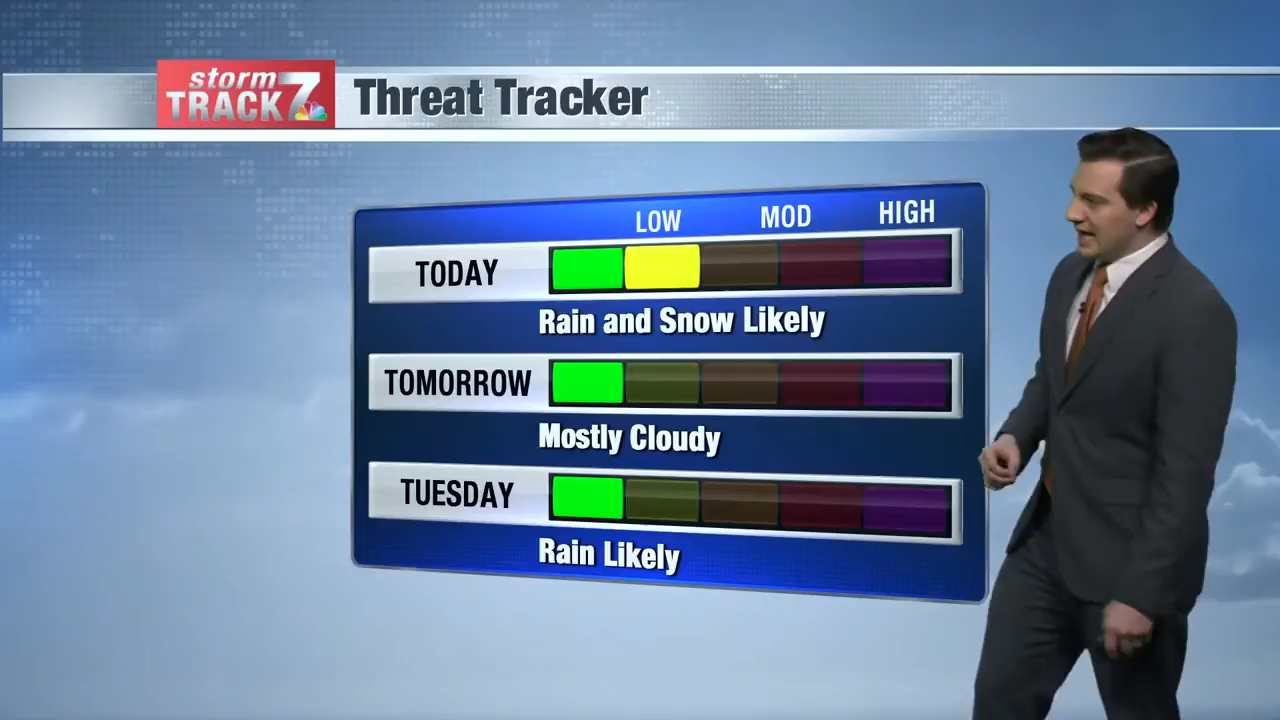 storm
TRACK 7
Threat Tracker
LOW MOD HIGH
TODAY
Rain and Snow Likely
TOMORROW
Mostly Cloudy
TUESDAY
Rain Likely